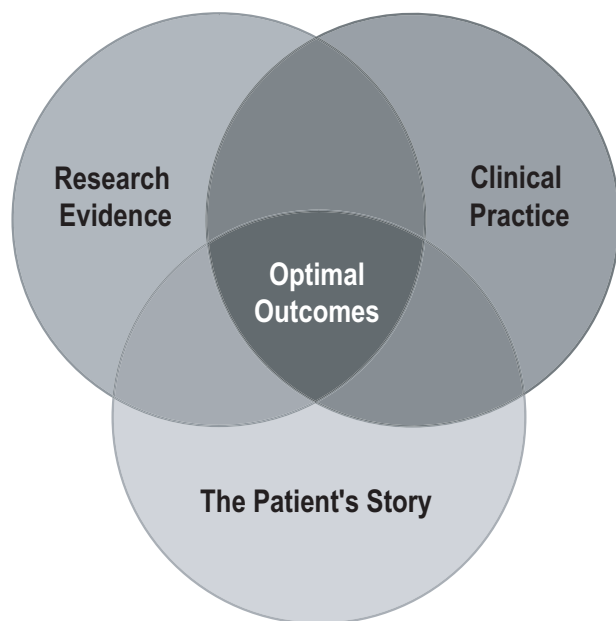 Research
Evidence
Clinical
Practice
Optimal
Outcomes
The Patient's Story